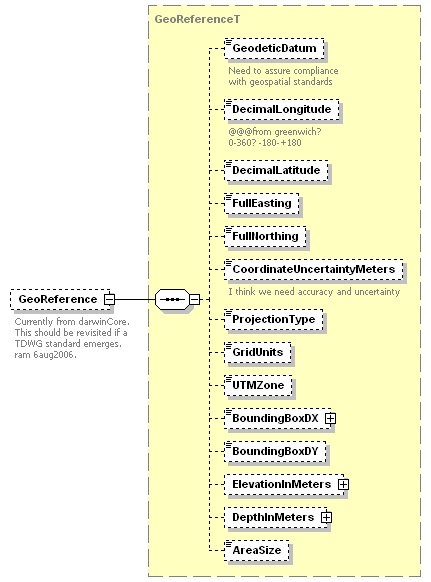 GeoReferenceT
GeodeticDatum
Need to assure compliance
with geospatial standards
DecimalLongitude
@@@from greenwich?
0-360? -180-+180
DecimalLatitude
FullEasting
FullNorthing
CoordinateUncertaintyMeters
I think we need accuracy and uncertainty
GeoReference
Currently from darwinCore.
This should be revisited if a
TDWG standard emerges.
ram 6aug2006.
ProjectionType
GridUnits
UTMZone
BoundingBoxDX
BoundingBoxDY
ElevationInMeters
DepthInMeters
AreaSize